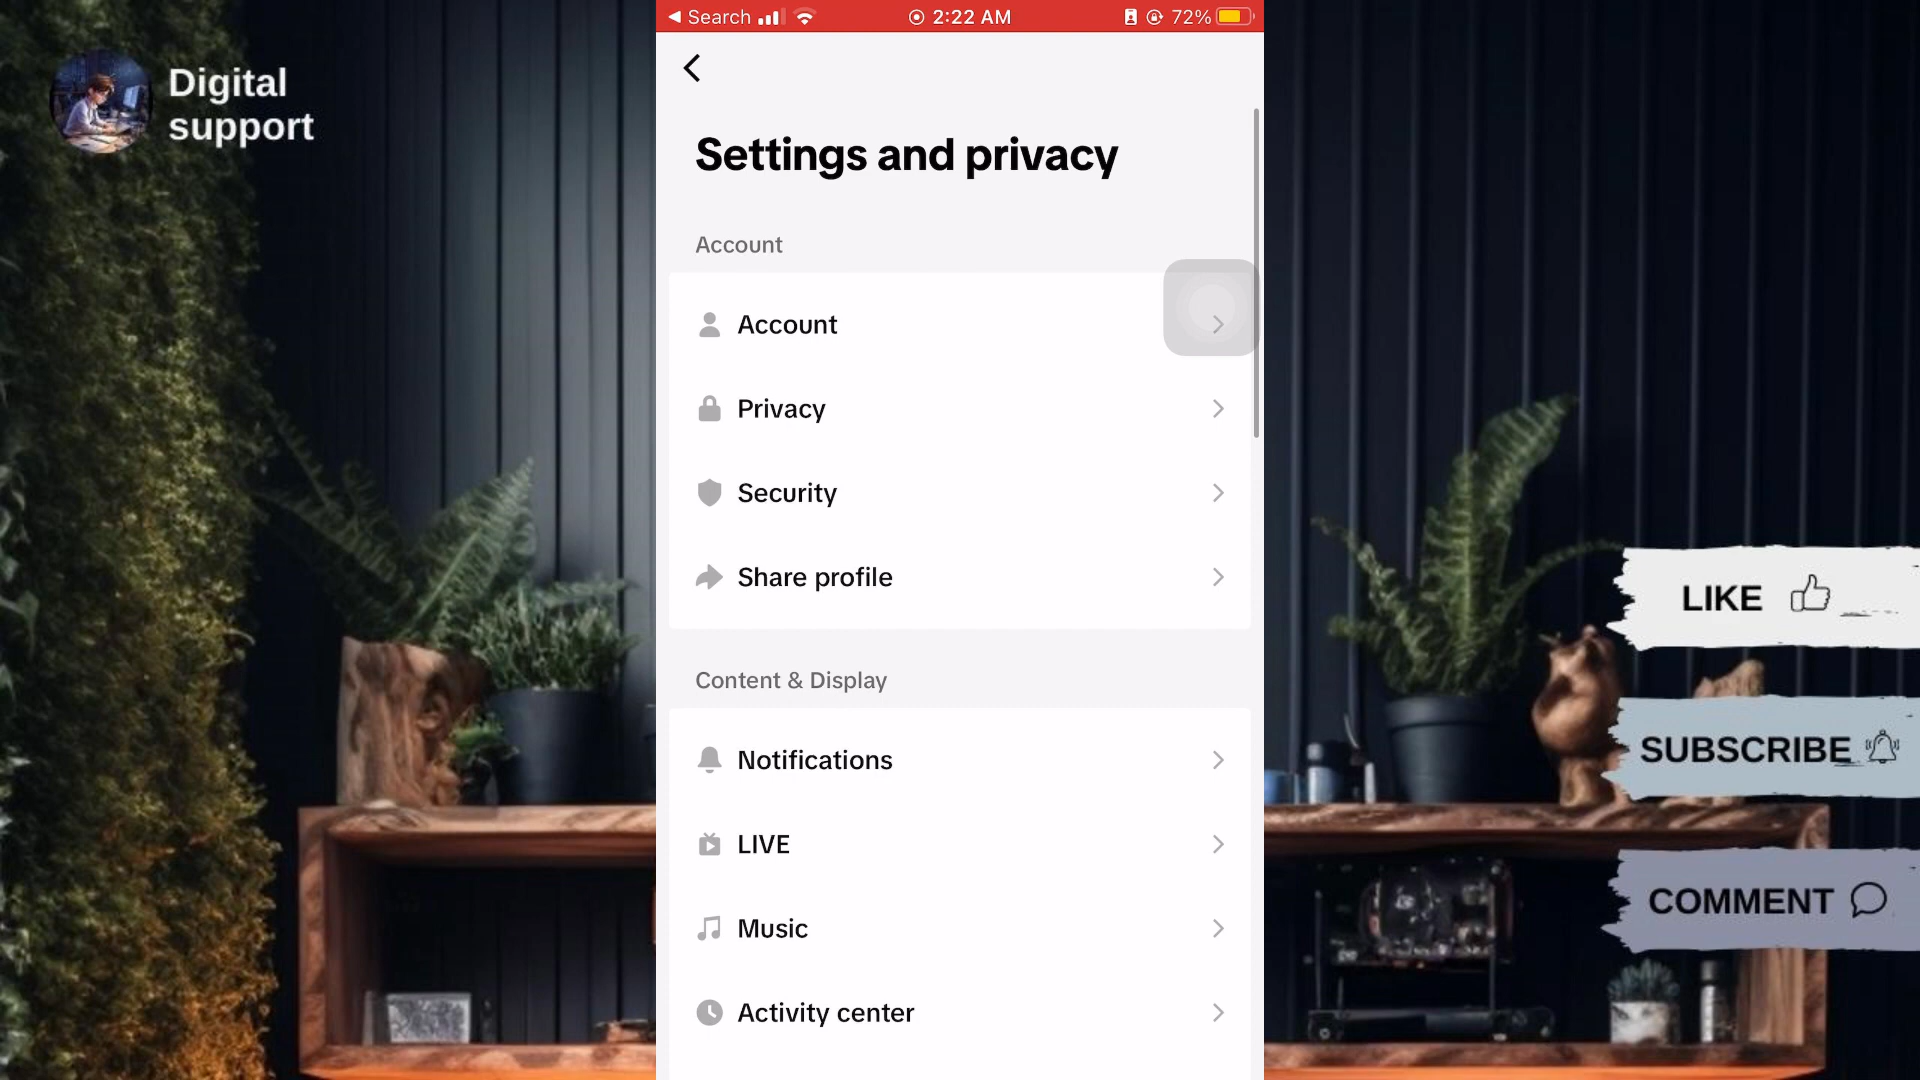 Digital
support
Search
2:22 AM
72%
Settings and privacy
Account
Account
Privacy
Security
Share profile
Content & Display
Notifications
LIVE
Music
Activity center
LIKE
SUBSCRIBE
COMMENT